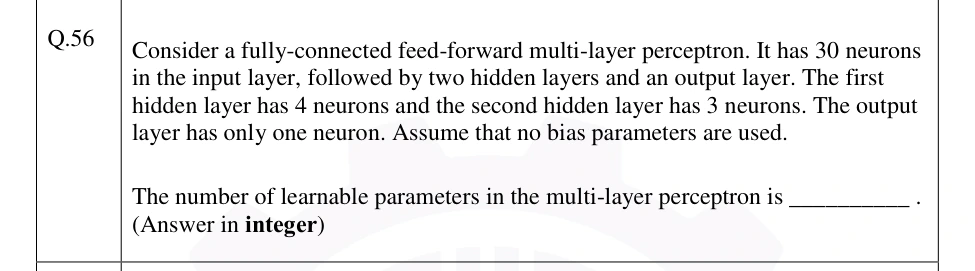 Q.56
Consider a fully-connected feed-forward multi-layer perceptron. It has 30 neurons
in the input layer, followed by two hidden layers and an output layer. The first
hidden layer has 4 neurons and the second hidden layer has 3 neurons. The output
layer has only one neuron. Assume that no bias parameters are used.
The number of learnable parameters in the multi-layer perceptron is __________ .
(Answer in integer)